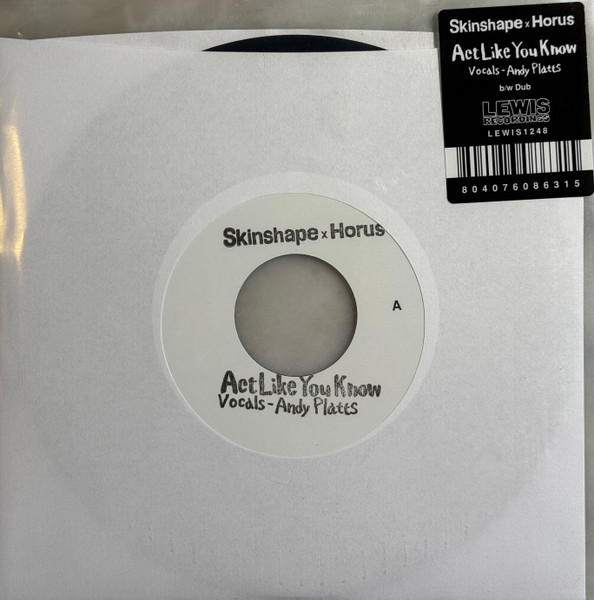 Skinshape x Horus
Act Like You Know
Vocals - Andy Platts
b/w Dub
LEWIS
RECORDINGS
LEWIS1248
804076086315
Skinshape x Horus
A
Act Like You Know
Vocals - Andy Platts